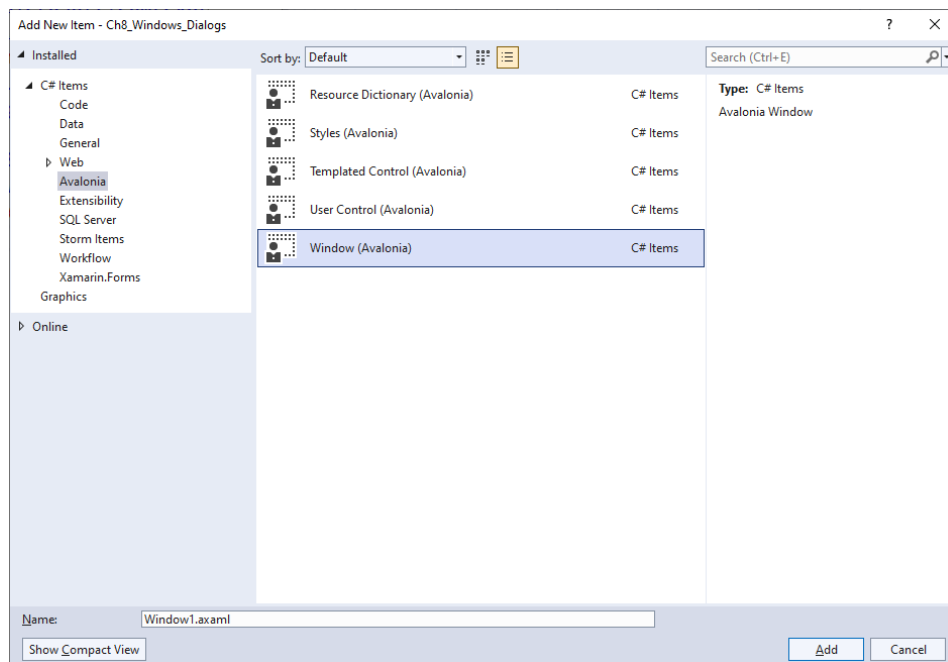 Add New Item - Ch8_Windows_Dialogs
?
Installed
Sort by: Default
Search (Ctrl+E)
C# Items
Code
Data
General
Web
Avalonia
Extensibility
SQL Server
Storm Items
Workflow
Xamarin.Forms
Graphics
Online
Resource Dictionary (Avalonia) C# Items
Styles (Avalonia) C# Items
Templated Control (Avalonia) C# Items
User Control (Avalonia) C# Items
Window (Avalonia) C# Items
Type: C# Items
Avalonia Window
Name: Window1.axaml
Show Compact View
Add
Cancel